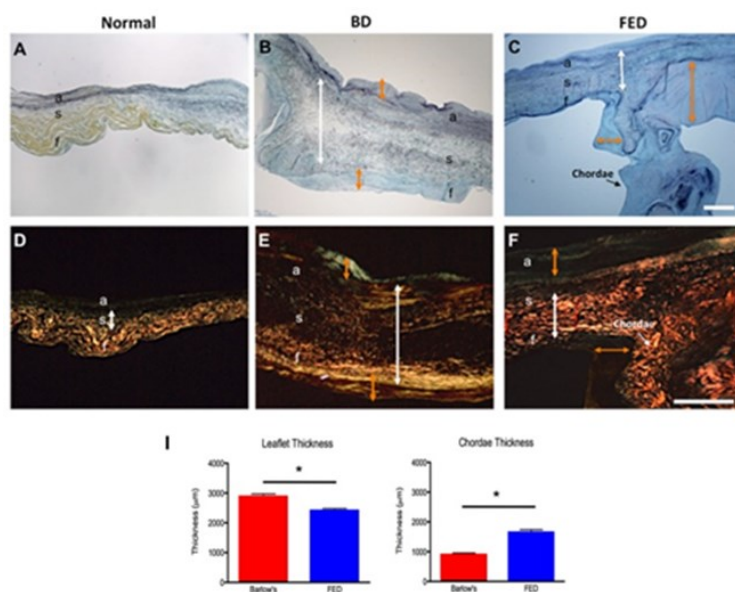 Normal BD FED
A B C
a a a
s s s
f f f
Chordae
D E F
a a a
s s s
f f f
Chordae
I
Leaflet Thickness Chordae Thickness
* *
Thickness (μm) Thickness (μm)
4000 4000
3000 3000
2000 2000
1000 1000
0 0
Barlow's FED Barlow's FED